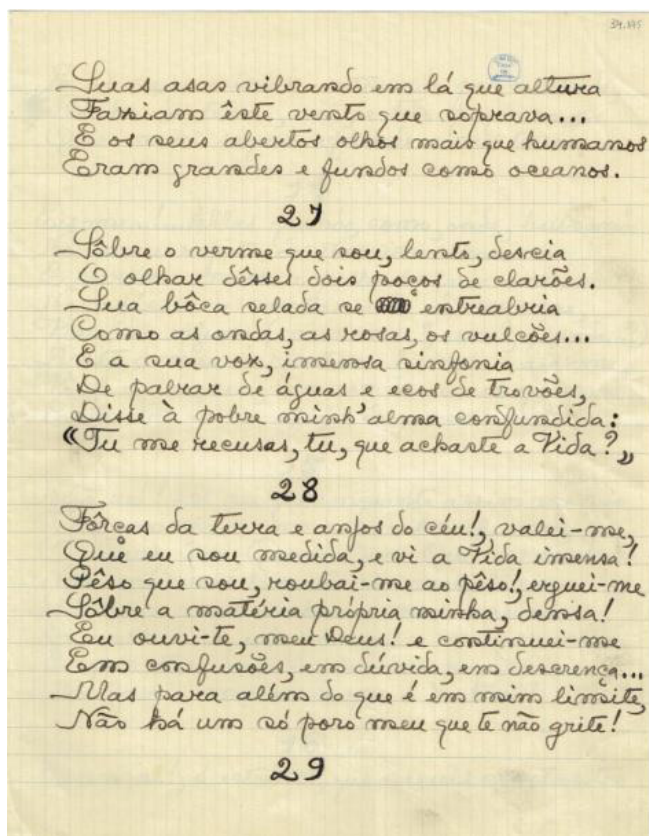 34.195
Suas asas vibrando em lá que altura
Faziam êste vento que soprava...
E os seus abertos olhos mais que humanos
Eram grandes e fundos como oceanos.
27
Sôbre o verme que sou, lento, descia
O olhar dêsses dois poços de clarões.
Sua bôca selada se entreabria
Como as ondas, as rosas, os vulcões...
E a sua voz, imensa sinfonia
De palrar de águas e ecos de trovões,
Disse à pobre minh'alma confundida:
«Tu me recusas, tu, que achaste a Vida?»
28
Fôrças da terra e anjos do céu!, valei-me,
Que eu sou medida, e vi a Vida imensa!
Pêso que sou, roubai-me ao pêso!, erguei-me
Sôbre a matéria própria minha, densa!
Eu ouvi-te, meu Deus! e continuei-me
Em confusões, em dúvida, em descrença...
Mas para além do que é em mim limite,
Não há um só poro meu que te não grite!
29